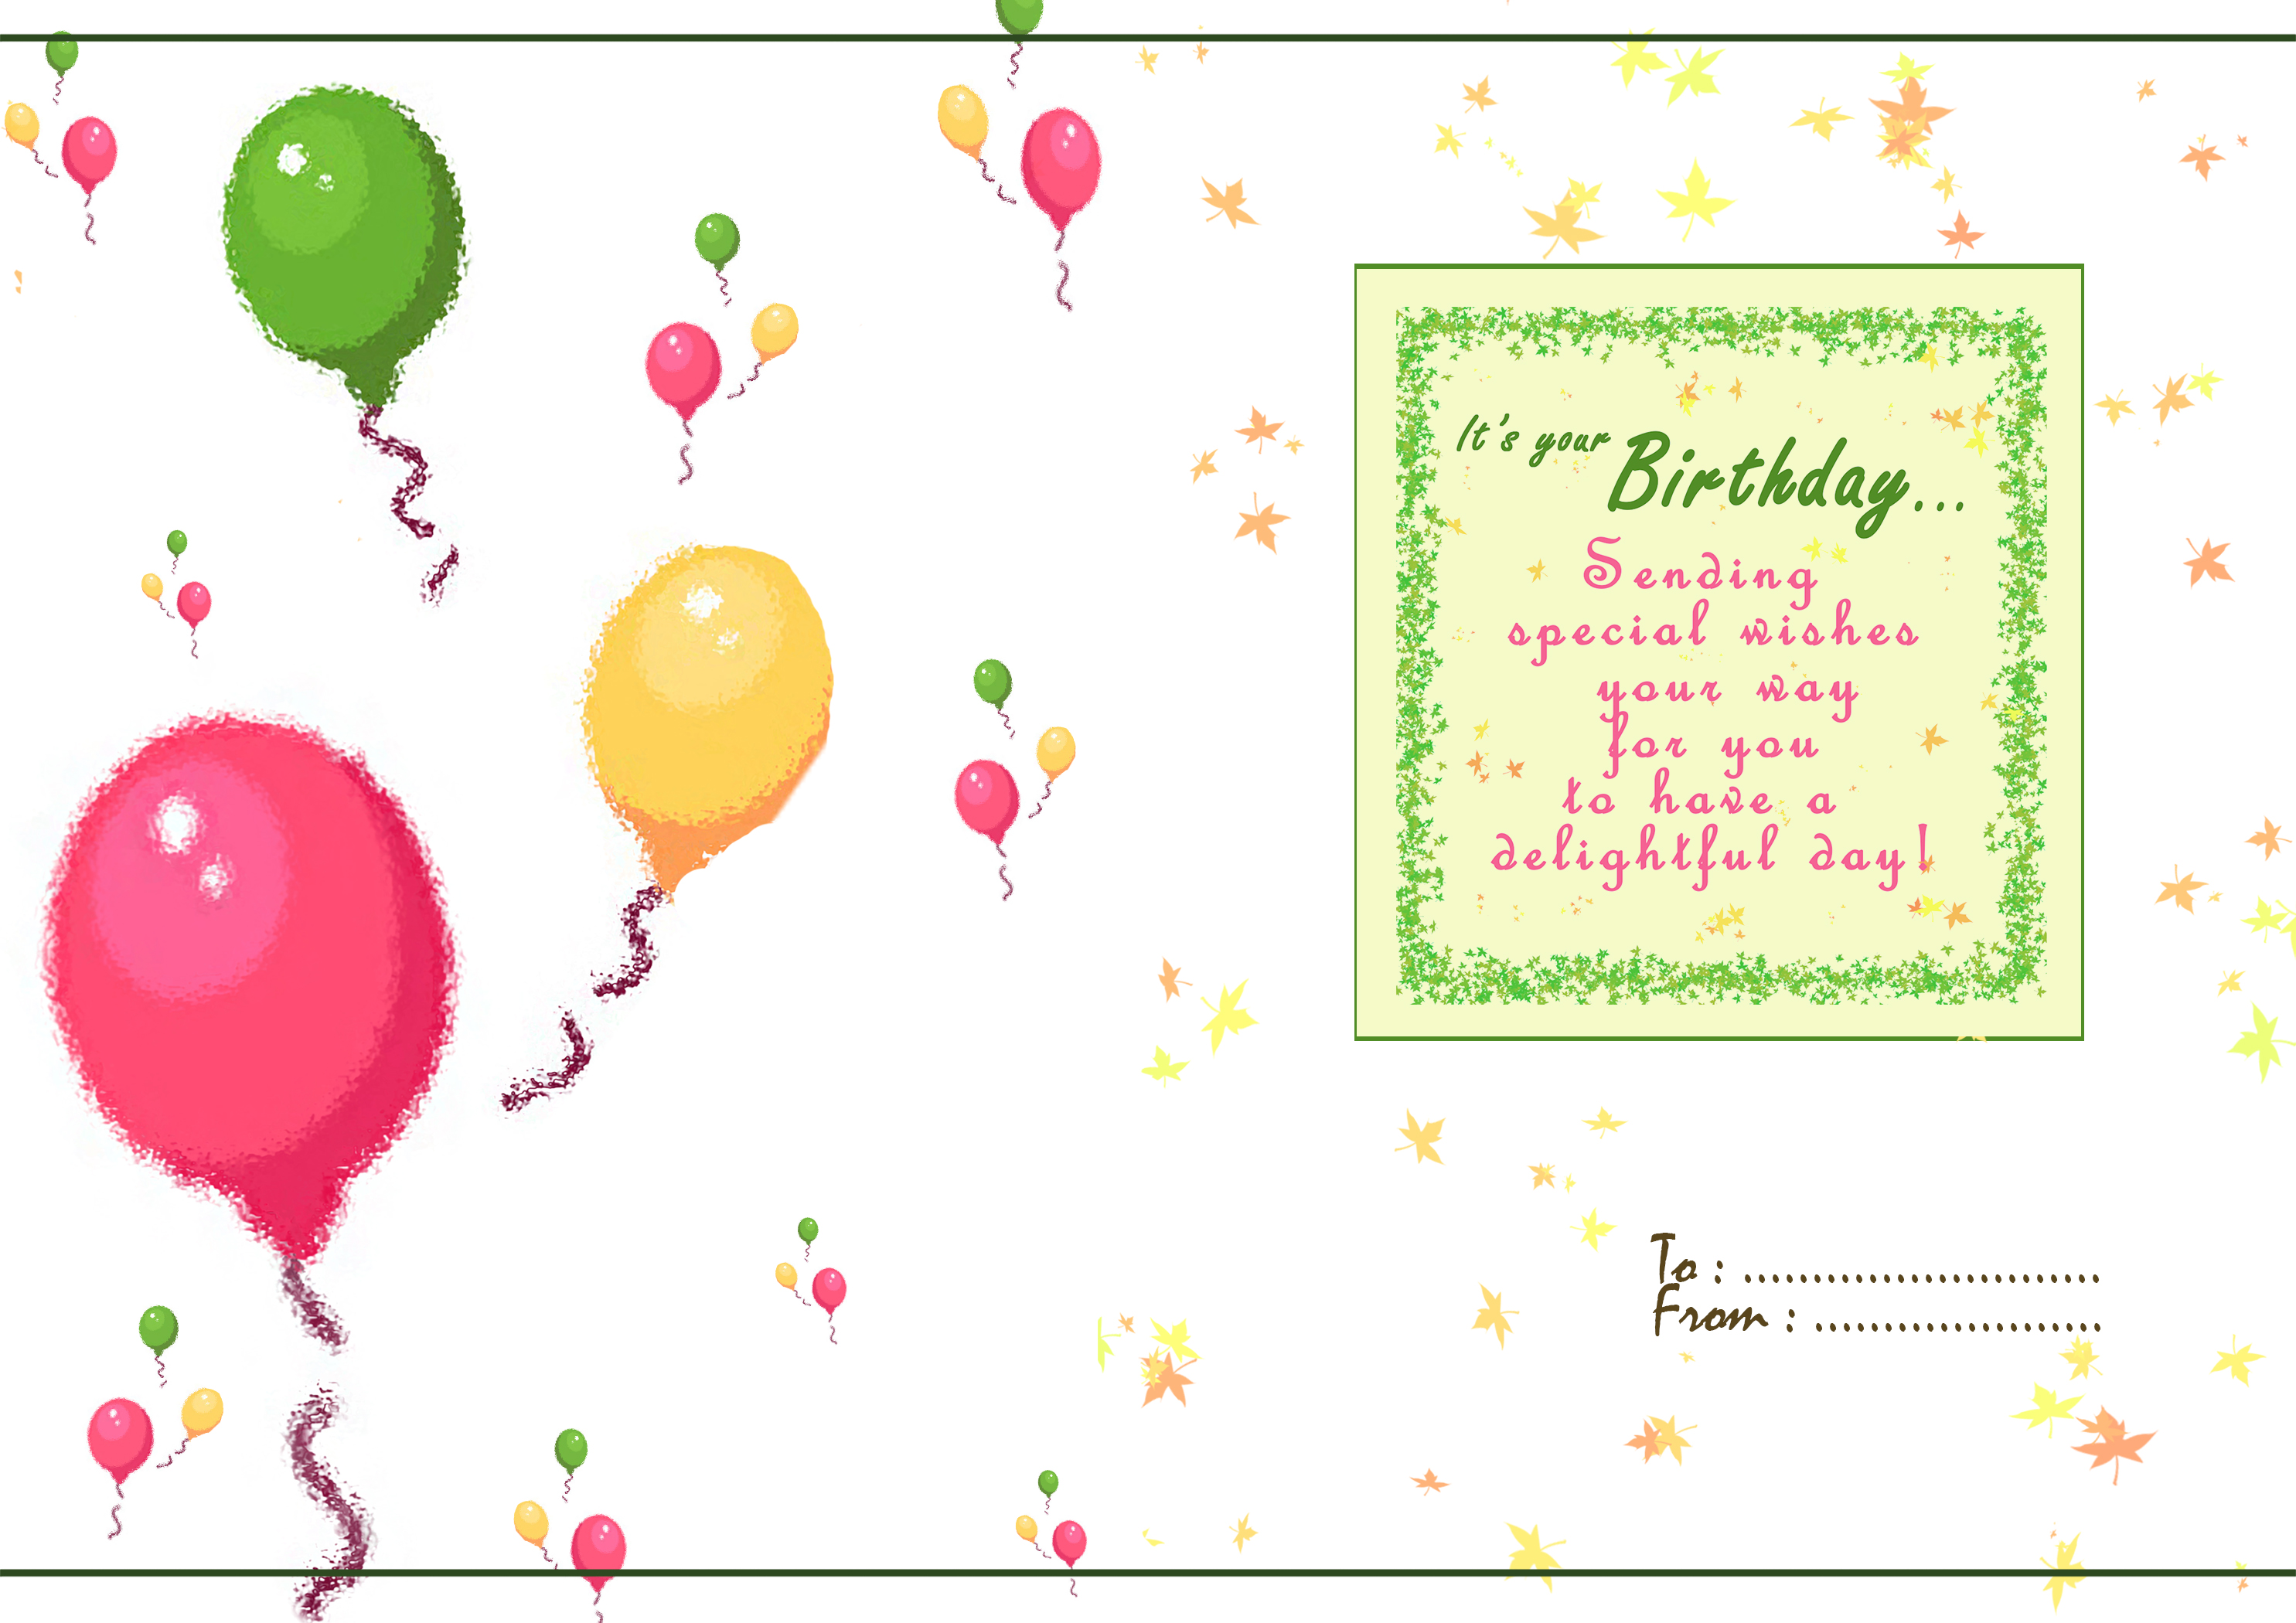 It's your Birthday...
Sending
special wishes
your way
for you
to have a
delightful day!
To : ..........................
From : .....................